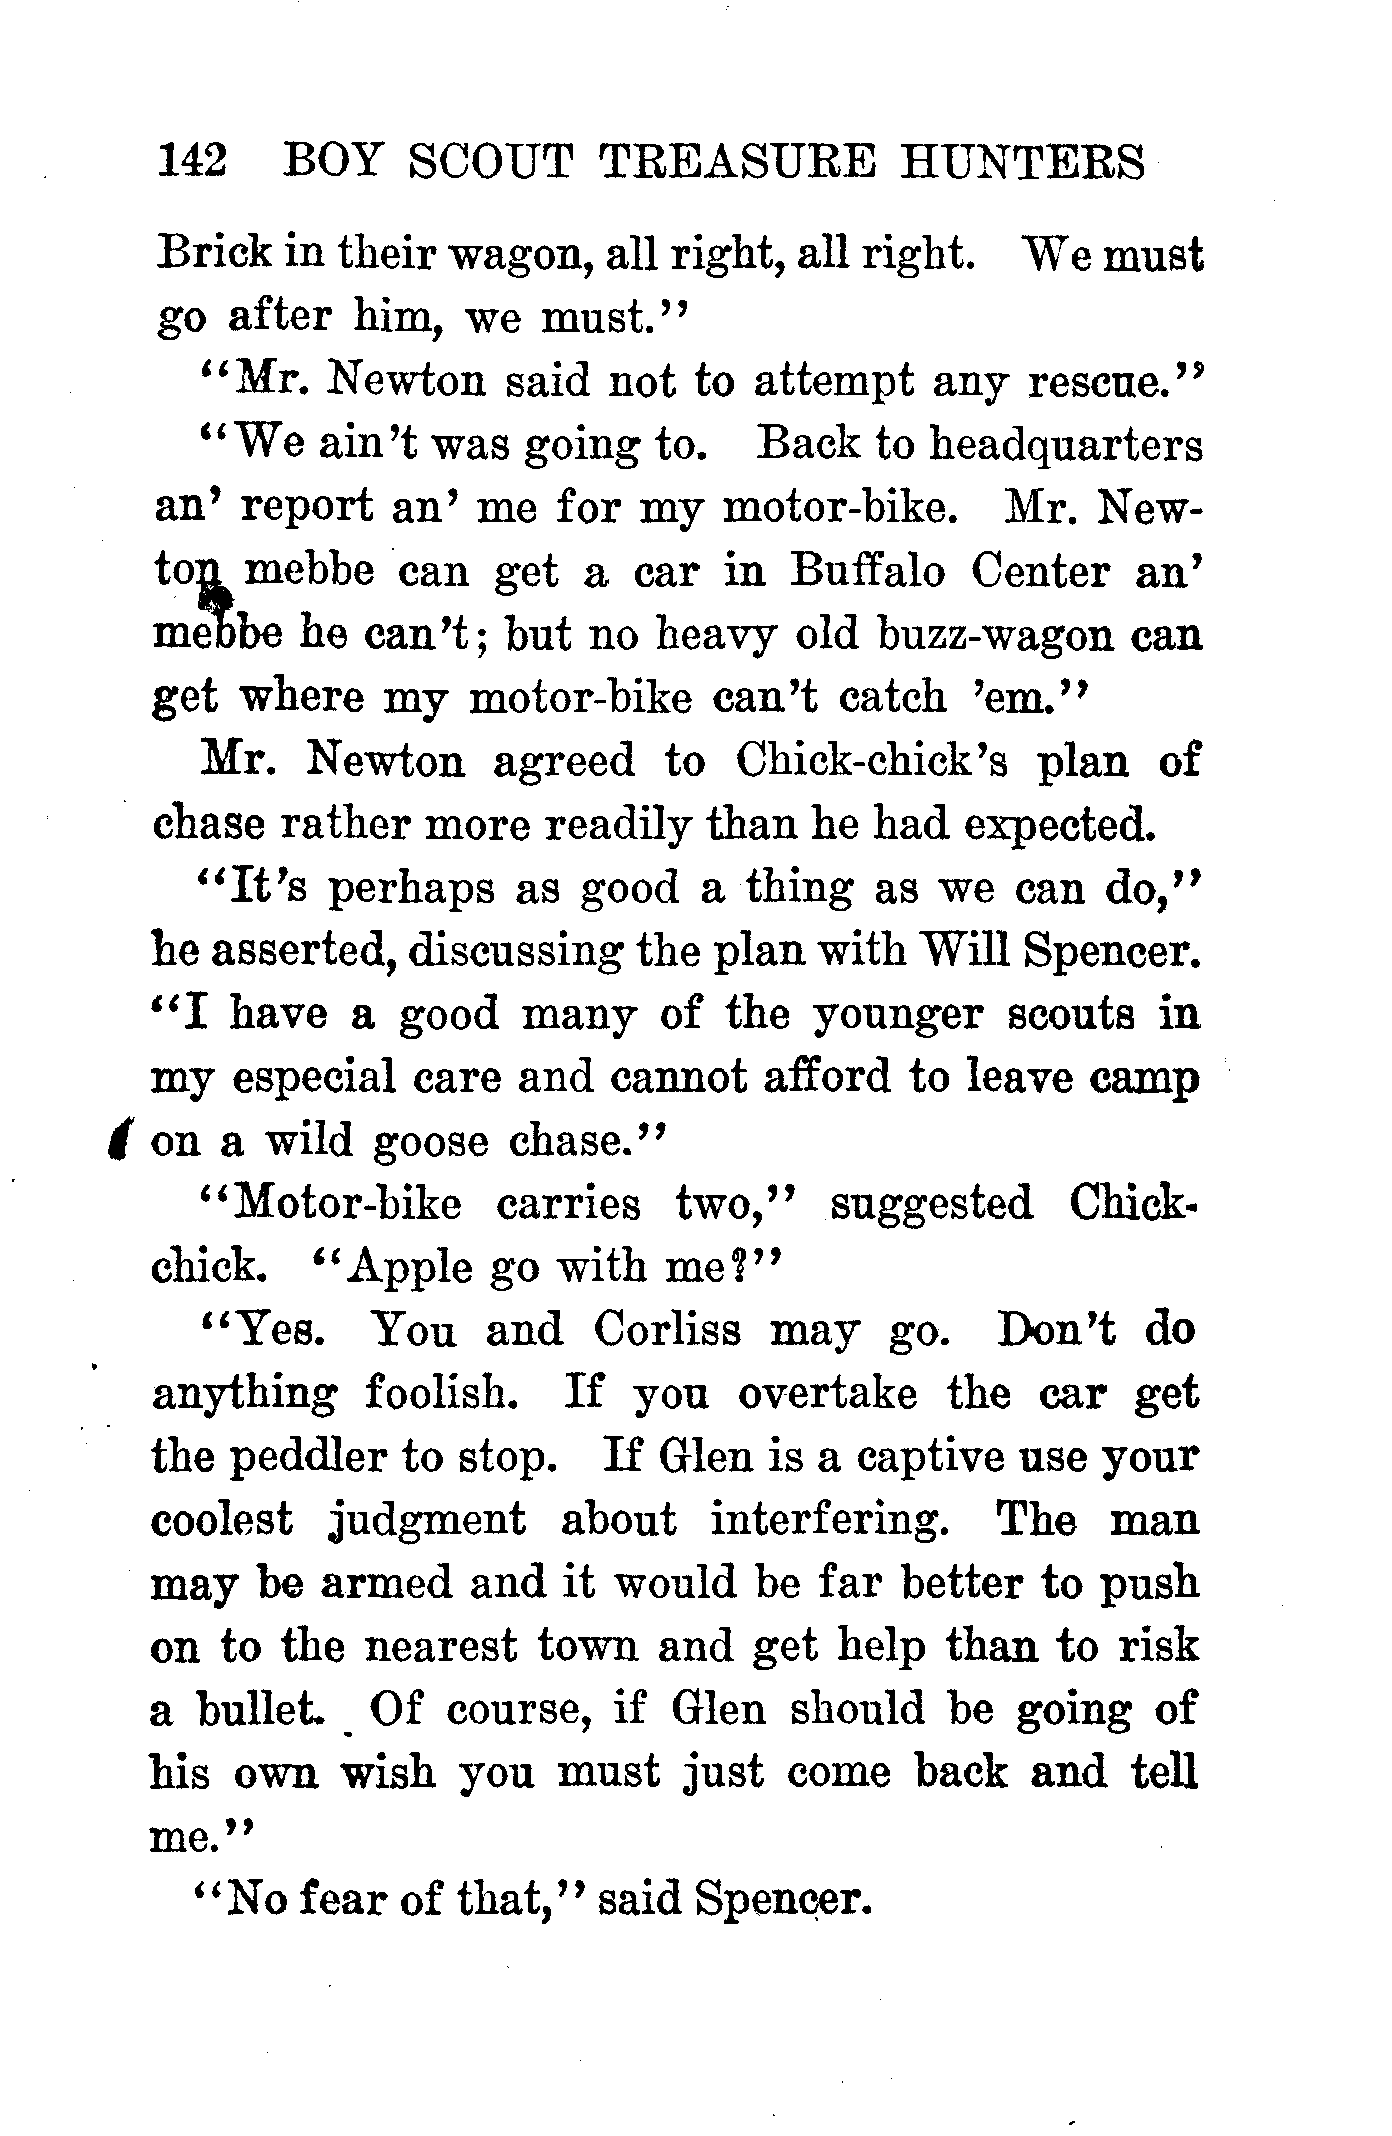 142 BOY SCOUT TREASURE HUNTERS
Brick in their wagon, all right, all right. We must
go after him, we must."
"Mr. Newton said not to attempt any rescue."
"We ain't was going to. Back to headquarters
an' report an' me for my motor-bike. Mr. New-
ton mebbe can get a car in Buffalo Center an'
mebbe he can't; but no heavy old buzz-wagon can
get where my motor-bike can't catch 'em."
Mr. Newton agreed to Chick-chick's plan of
chase rather more readily than he had expected.
"It's perhaps as good a thing as we can do,"
he asserted, discussing the plan with Will Spencer.
"I have a good many of the younger scouts in
my especial care and cannot afford to leave camp
on a wild goose chase."
"Motor-bike carries two," suggested Chick-
chick. "Apple go with me?"
"Yes. You and Corliss may go. Don't do
anything foolish. If you overtake the car get
the peddler to stop. If Glen is a captive use your
coolest judgment about interfering. The man
may be armed and it would be far better to push
on to the nearest town and get help than to risk
a bullet. Of course, if Glen should be going of
his own wish you must just come back and tell
me."
"No fear of that," said Spencer.